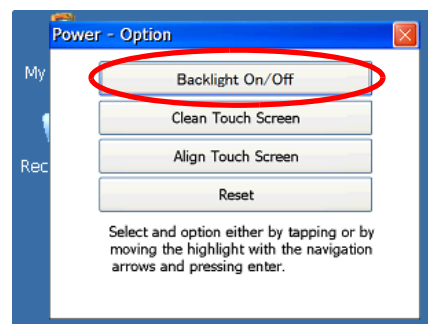 Power - Option
My
Backlight On/Off
Clean Touch Screen
Align Touch Screen
Rec
Reset
Select and option either by tapping or by
moving the highlight with the navigation
arrows and pressing enter.